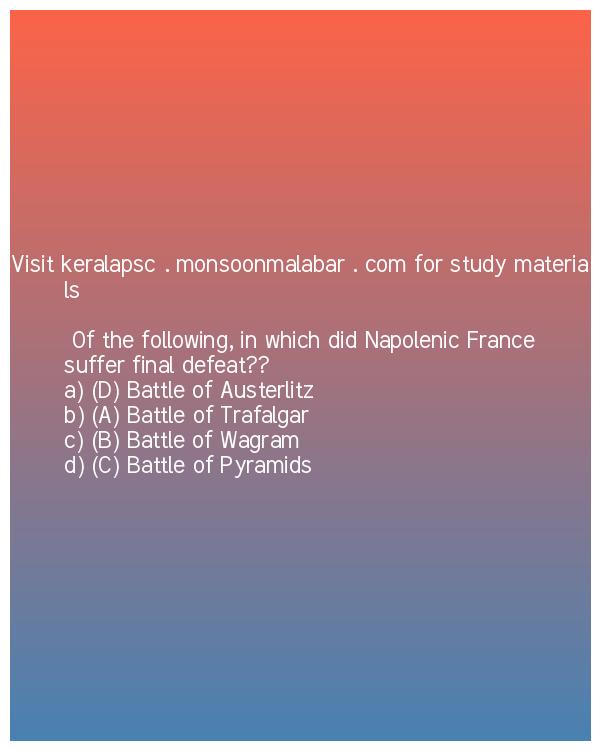 Visit keralapsc . monsoonmalabar . com for study materia
ls
Of the following, in which did Napolenic France
suffer final defeat??
a) (D) Battle of Austerlitz
b) (A) Battle of Trafalgar
c) (B) Battle of Wagram
d) (C) Battle of Pyramids